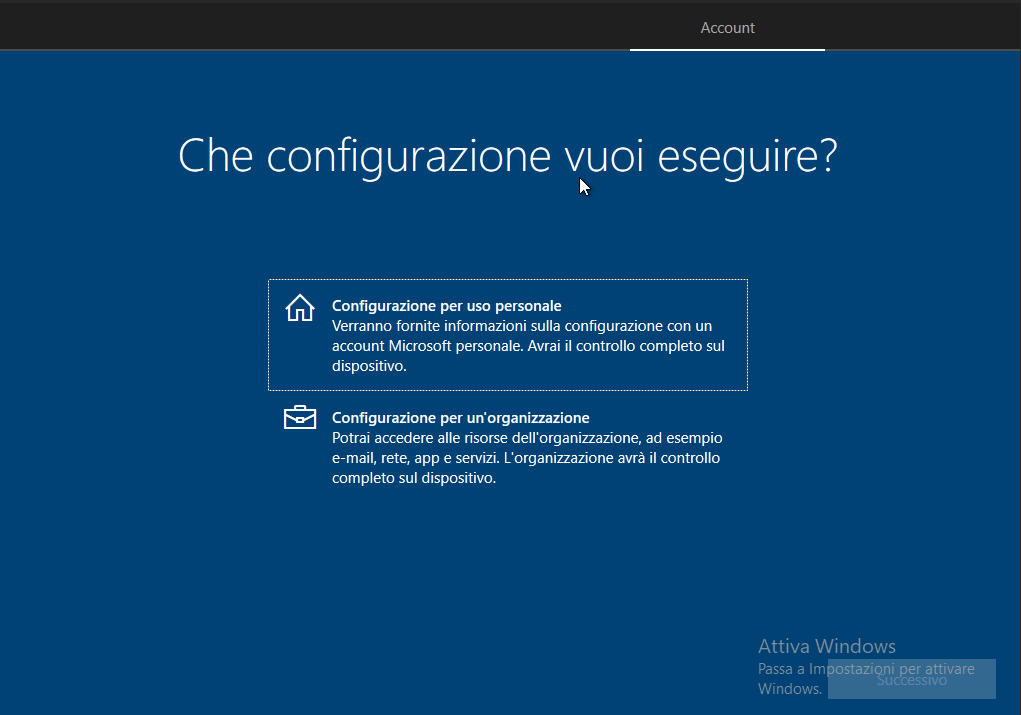 Account
Che configurazione vuoi eseguire?
Configurazione per uso personale
Verranno fornite informazioni sulla configurazione con un
account Microsoft personale. Avrai il controllo completo sul
dispositivo.
Configurazione per un'organizzazione
Potrai accedere alle risorse dell'organizzazione, ad esempio
e-mail, rete, app e servizi. L'organizzazione avrà il controllo
completo sul dispositivo.
Attiva Windows
Passa a Impostazioni per attivare
Windows.
Successivo